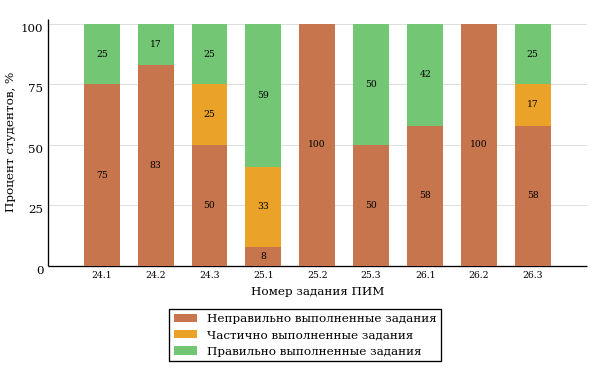 Процент студентов, %
100
75
50
25
0
25 17 25 59 100 50 42 100 25
75 83 25 33 50 58 17
50 8 58
24.1 24.2 24.3 25.1 25.2 25.3 26.1 26.2 26.3
Номер задания ПИМ
Неправильно выполненные задания
Частично выполненные задания
Правильно выполненные задания